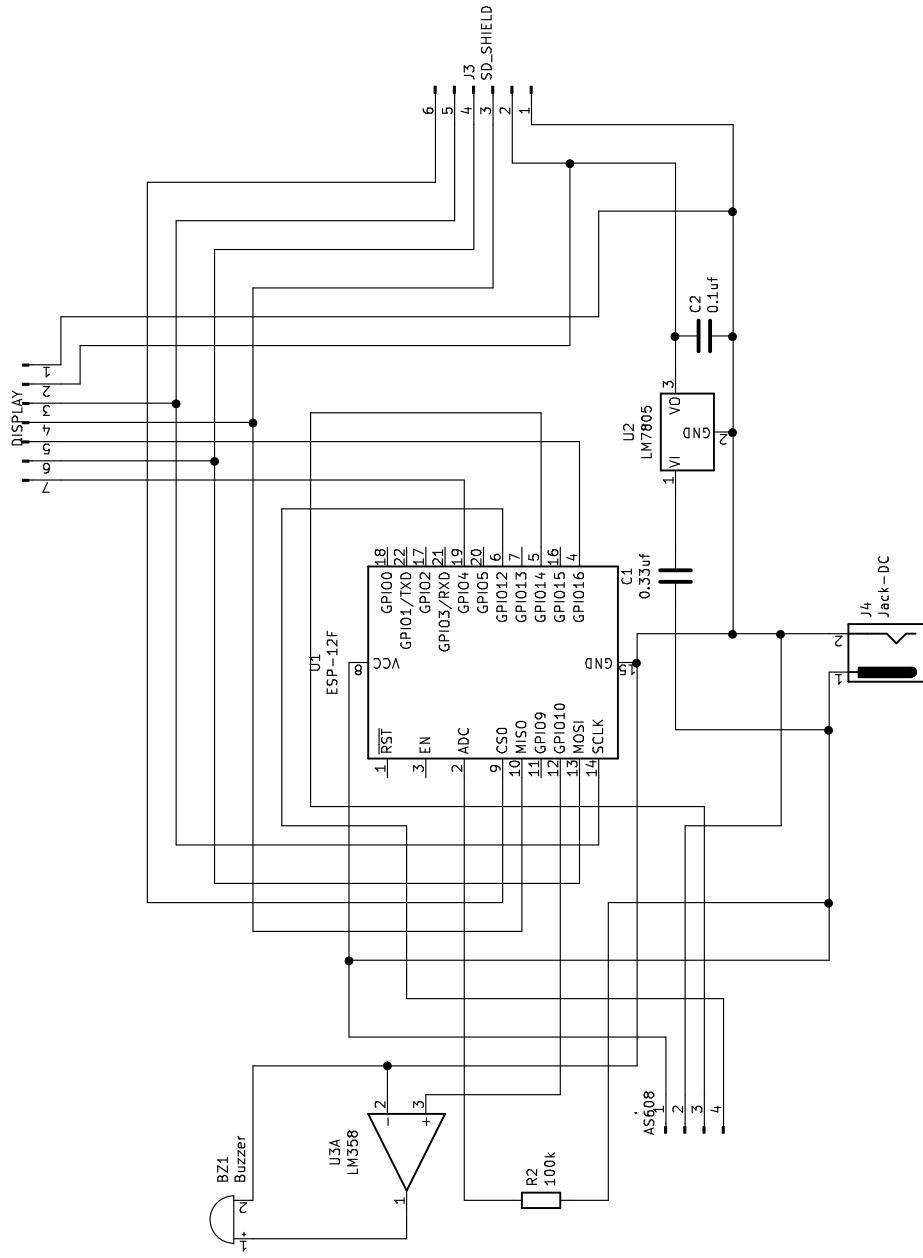 J3
SD_SHIELD
6
5
4
3
2
1
DISPLAY
1
2
3
4
5
6
7
C2
0.1uf
U2
LM7805
VO
3
GND
2
VI
1
C1
0.33uf
J4
Jack-DC
2
1
U1
ESP-12F
VCC
8
GND
15
18
GPIO0
22
GPIO1/TXD
17
GPIO2
21
GPIO3/RXD
19
GPIO4
20
GPIO5
6
GPIO12
7
GPIO13
5
GPIO14
16
GPIO15
4
GPIO16
RST
1
EN
3
ADC
2
CS0
9
MISO
10
GPIO9
11
GPIO10
12
MOSI
13
SCLK
14
AS608
1
2
3
4
U3A
LM358
2
-
3
+
1
BZ1
Buzzer
2
1
+
R2
100k